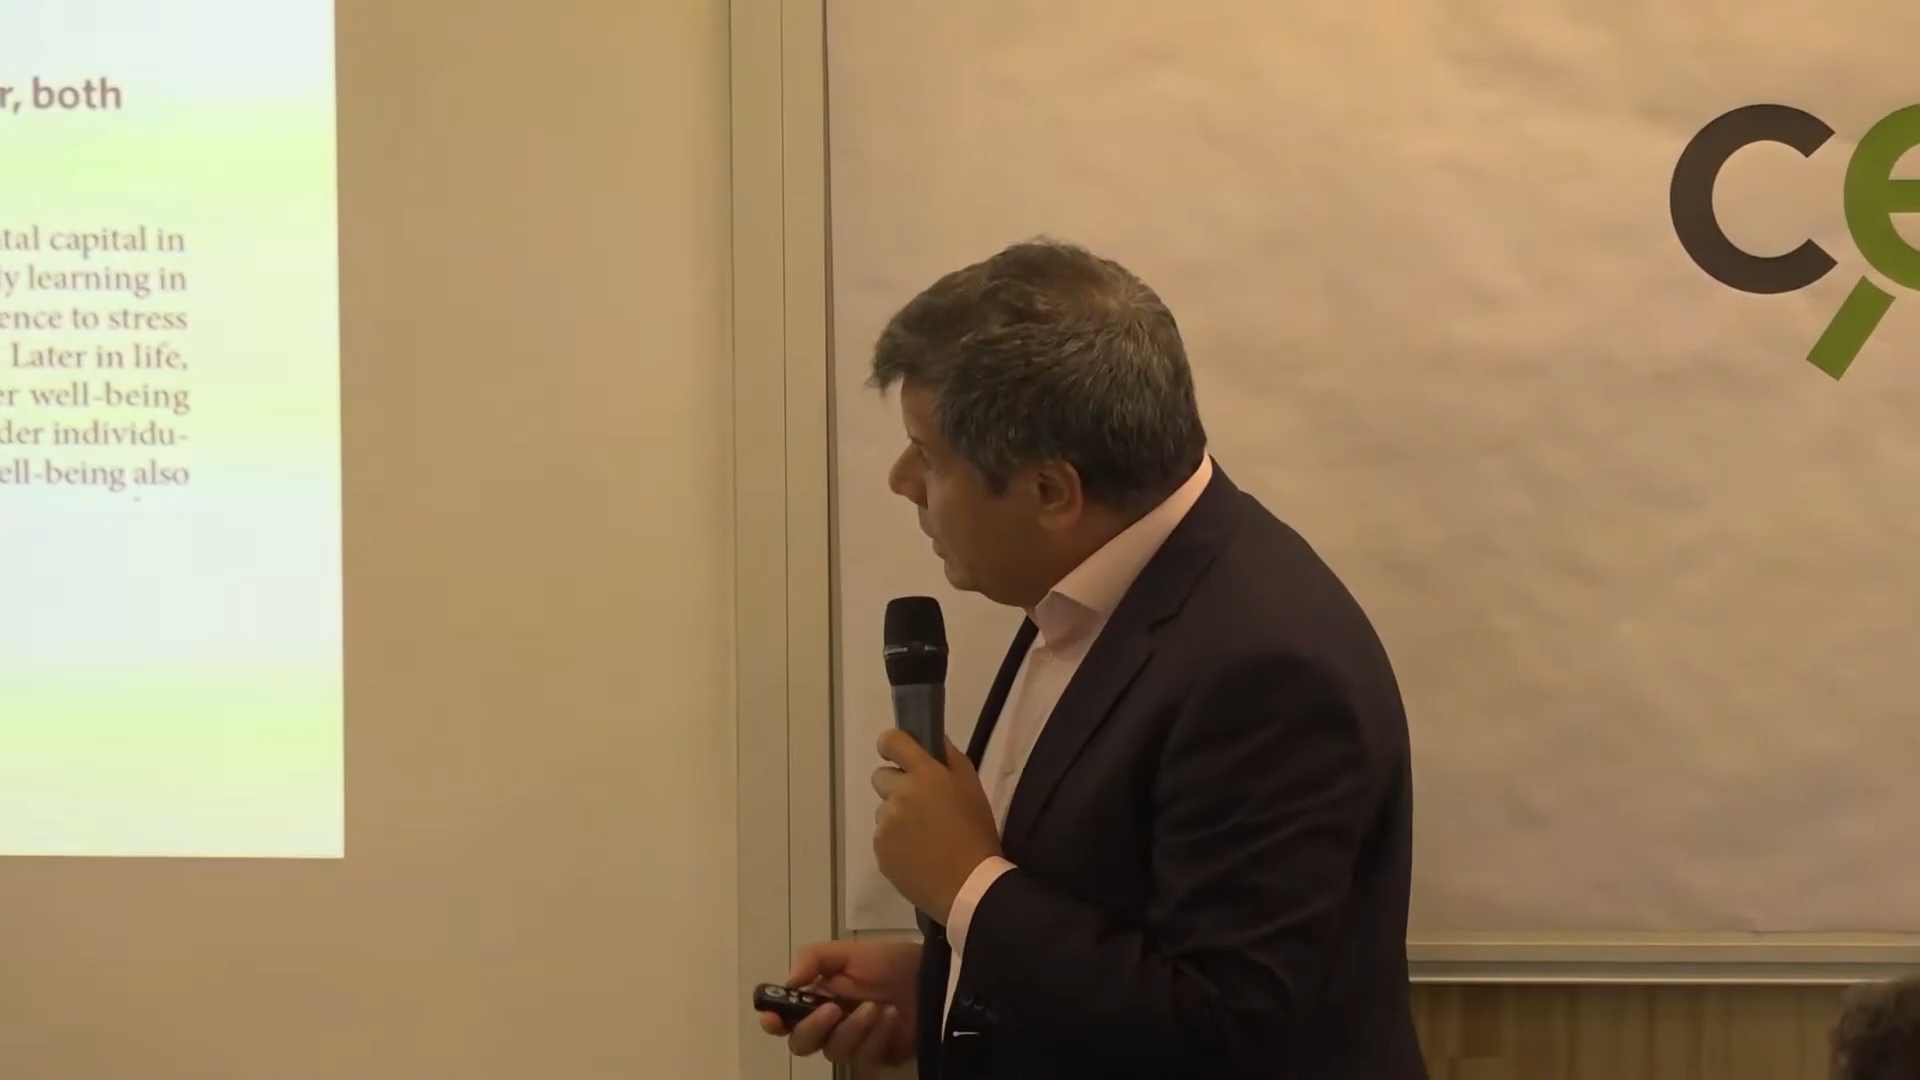 r, both
tal capital in
y learning in
ence to stress
Later in life,
er well-being
der individu-
ell-being also
ce